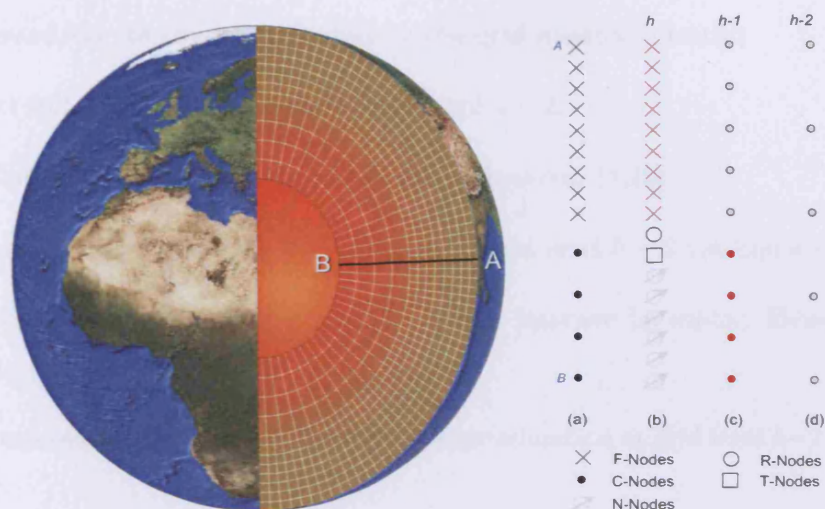 h h-1 h-2
A
B A
B
(a) (b) (c) (d)
F-Nodes R-Nodes
C-Nodes T-Nodes
N-Nodes